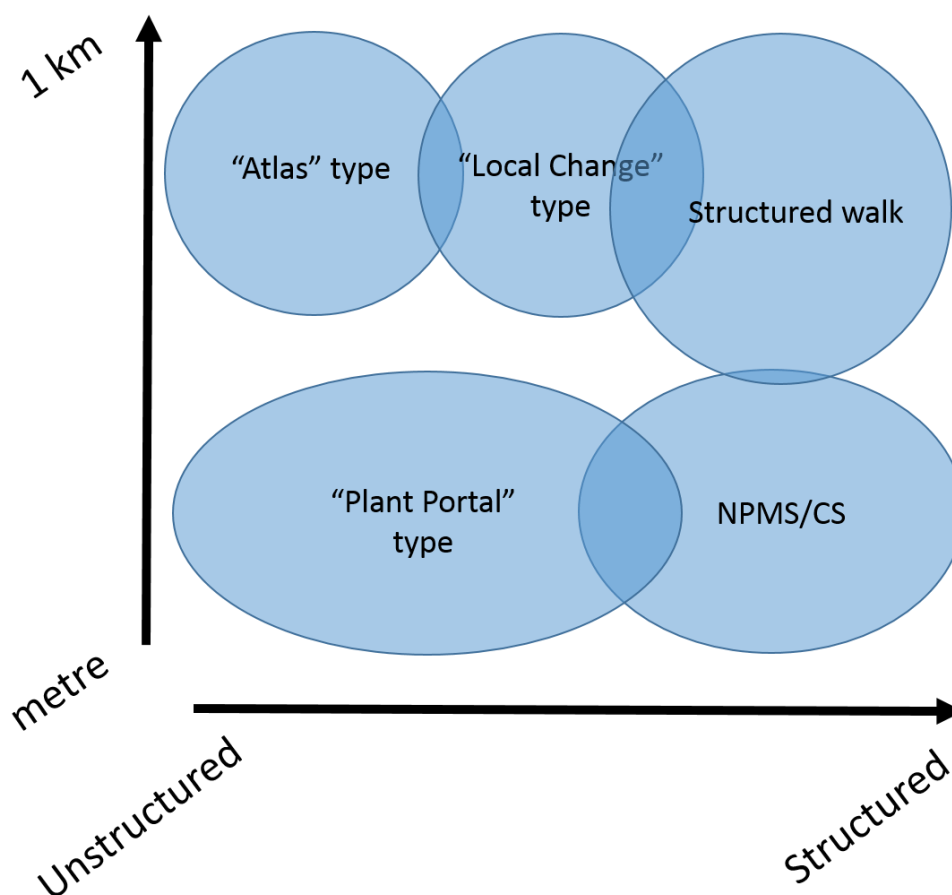 1 km
“Atlas” type
“Local Change”
type
Structured walk
“Plant Portal”
type
NPMS/CS
metre
Unstructured
Structured